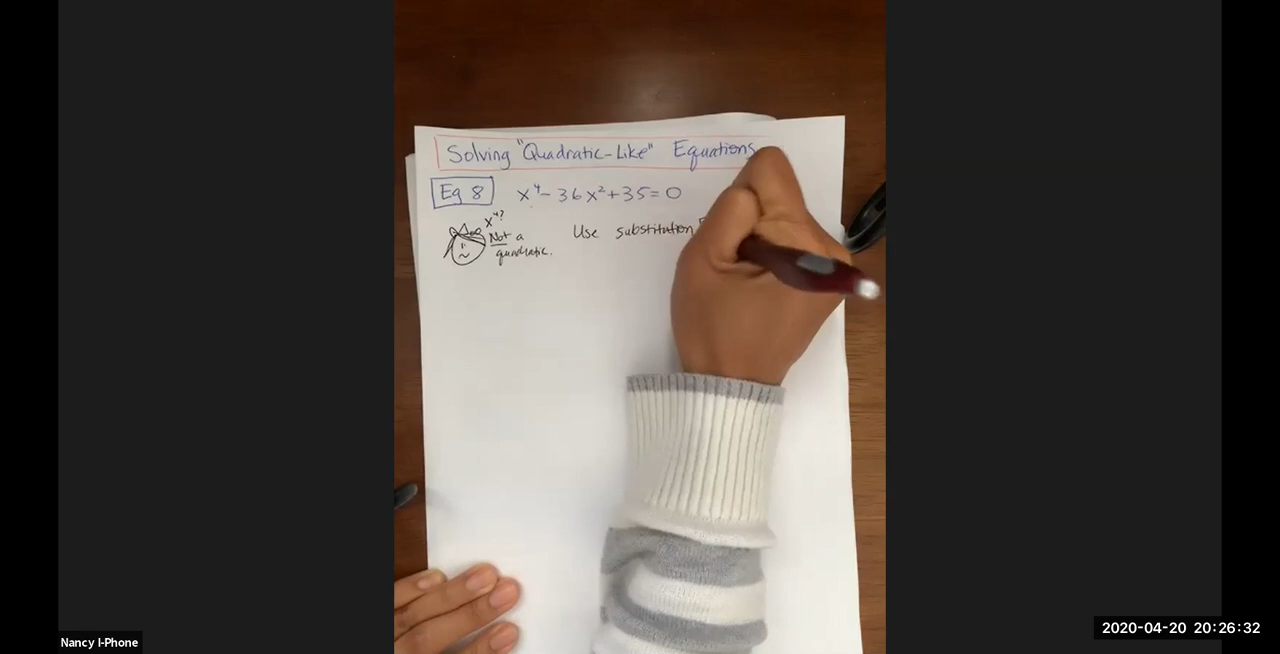 Solving "Quadratic-Like" Equations
Eg 8 x⁴- 36x²+35=0
x⁴?
Not a
quadratic.
Use substitution
Nancy I-Phone
2020-04-20 20:26:32